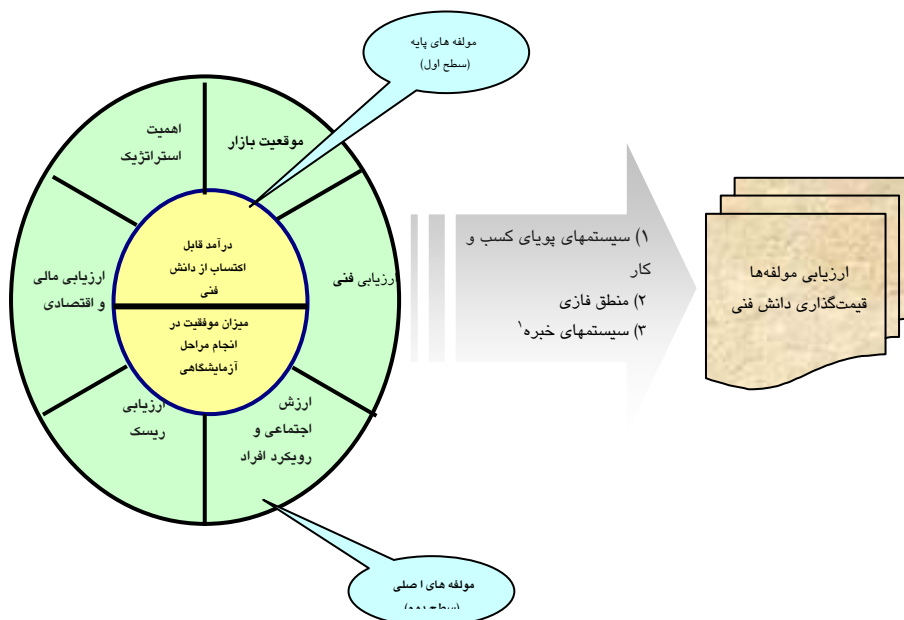 مولفه های پایه
(سطح اول)
اهمیت
استراتژیک
موقعیت بازار
ارزیابی فنی
ارزیابی مالی
و اقتصادی
درآمد قابل
اکتساب از دانش
فنی
میزان موفقیت در
انجام مراحل
آزمایشگاهی
ارزیابی
ریسک
ارزش
اجتماعی و
رویکرد افراد
۱) سیستمهای پویای کسب و
کار
۲) منطق فازی
۳) سیستمهای خبره۱
ارزیابی مولفه‌ها
قیمت‌گذاری دانش فنی
مولفه های اصلی
(سطح